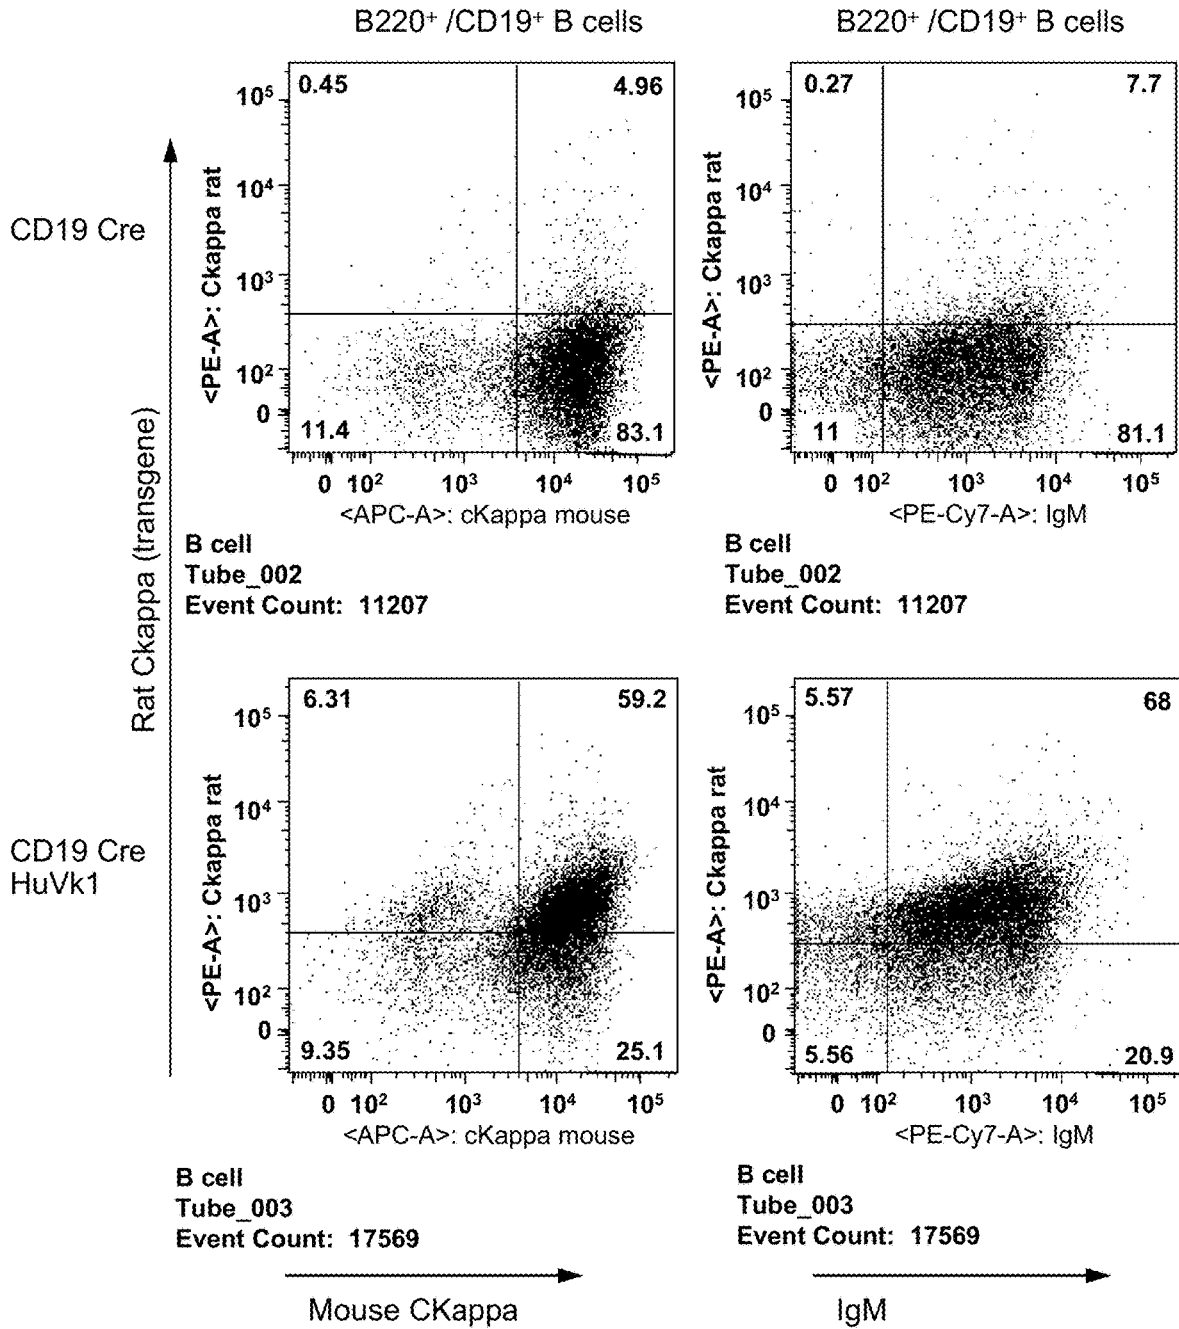 B220⁺ /CD19⁺ B cells
B220⁺ /CD19⁺ B cells
CD19 Cre
Rat Ckappa (transgene)
<PE-A>: Ckappa rat
10⁵
10⁴
10³
10²
0
0.45
4.96
11.4
83.1
0 10² 10³ 10⁴ 10⁵
<APC-A>: cKappa mouse
B cell
Tube_002
Event Count: 11207
<PE-A>: Ckappa rat
10⁵
10⁴
10³
10²
0
0.27
7.7
11
81.1
0 10² 10³ 10⁴ 10⁵
<PE-Cy7-A>: IgM
B cell
Tube_002
Event Count: 11207
CD19 Cre
HuVk1
<PE-A>: Ckappa rat
10⁵
10⁴
10³
10²
0
6.31
59.2
9.35
25.1
0 10² 10³ 10⁴ 10⁵
<APC-A>: cKappa mouse
B cell
Tube_003
Event Count: 17569
<PE-A>: Ckappa rat
10⁵
10⁴
10³
10²
0
5.57
68
5.56
20.9
0 10² 10³ 10⁴ 10⁵
<PE-Cy7-A>: IgM
B cell
Tube_003
Event Count: 17569
Mouse CKappa
IgM